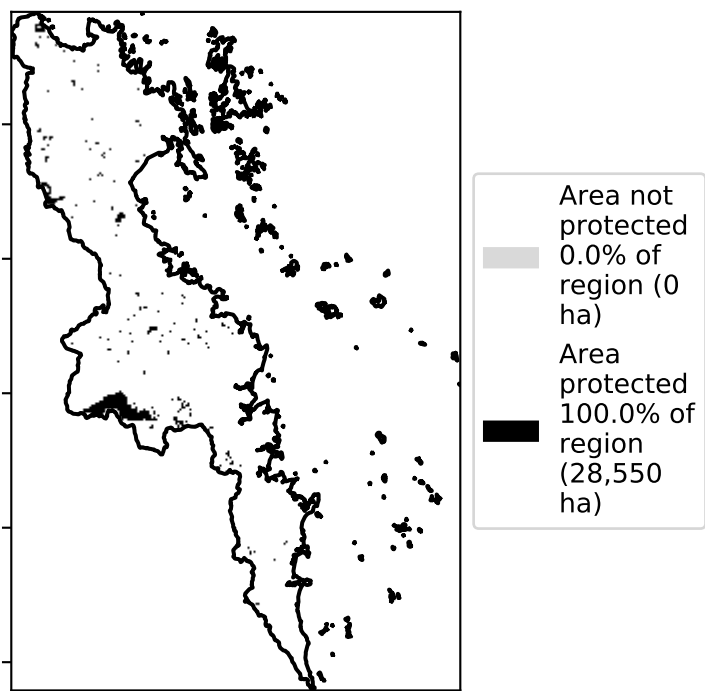 Area not
protected
0.0% of
region (0
ha)
Area
protected
100.0% of
region
(28,550
ha)